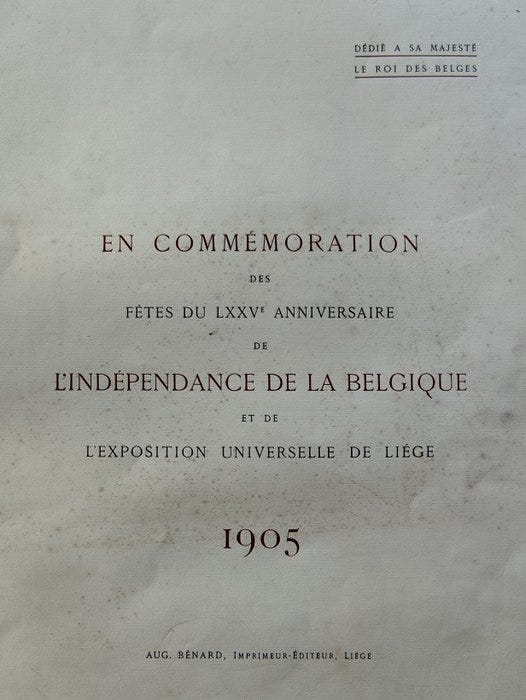 DÉDIÉ A SA MAJESTÉ
LE ROI DES BELGES
EN COMMÉMORATION
DES
FÊTES DU LXXVE ANNIVERSAIRE
DE
L'INDÉPENDANCE DE LA BELGIQUE
ET DE
L'EXPOSITION UNIVERSELLE DE LIÉGE
1905
AUG. BÉNARD, IMPRIMEUR-ÉDITEUR, LIÉGE